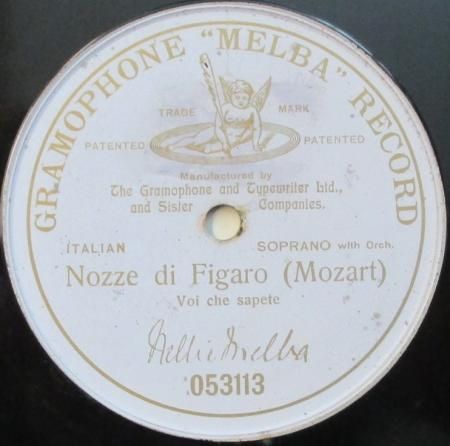 GRAMOPHONE "MELBA" RECORD
TRADE MARK
PATENTED PATENTED
Manufactured by
The Gramophone and Typewriter Ltd.,
and Sister Companies.
ITALIAN SOPRANO with Orch.
Nozze di Figaro (Mozart)
Voi che sapete
Nellie Melba
053113